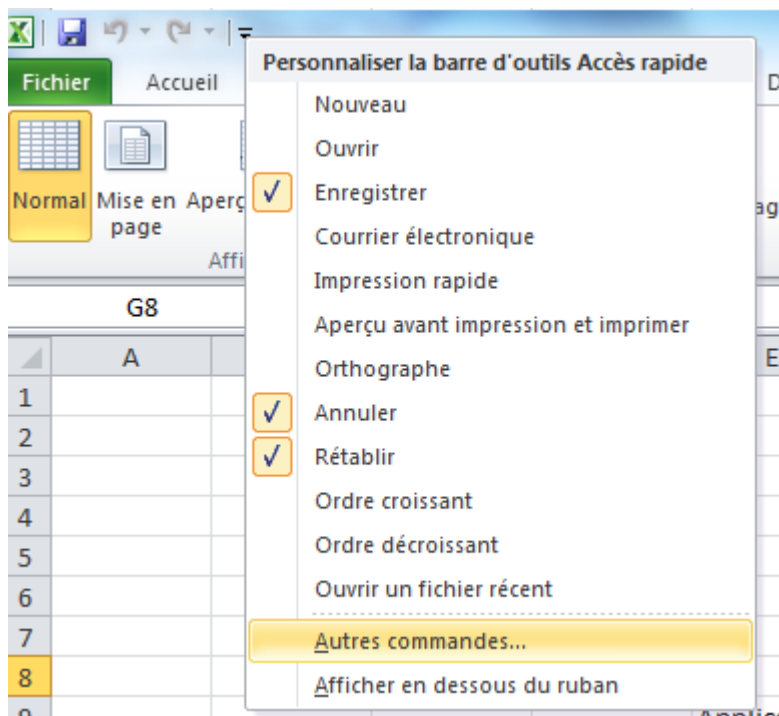 Personnaliser la barre d'outils Accès rapide
Fichier Accueil
Nouveau
Ouvrir
Normal Mise en page
Enregistrer
Courrier électronique
Impression rapide
G8
Aperçu avant impression et imprimer
A
Orthographe
1
Annuler
2
Rétablir
3
Ordre croissant
4
Ordre décroissant
5
Ouvrir un fichier récent
6
7
Autres commandes...
8
Afficher en dessous du ruban